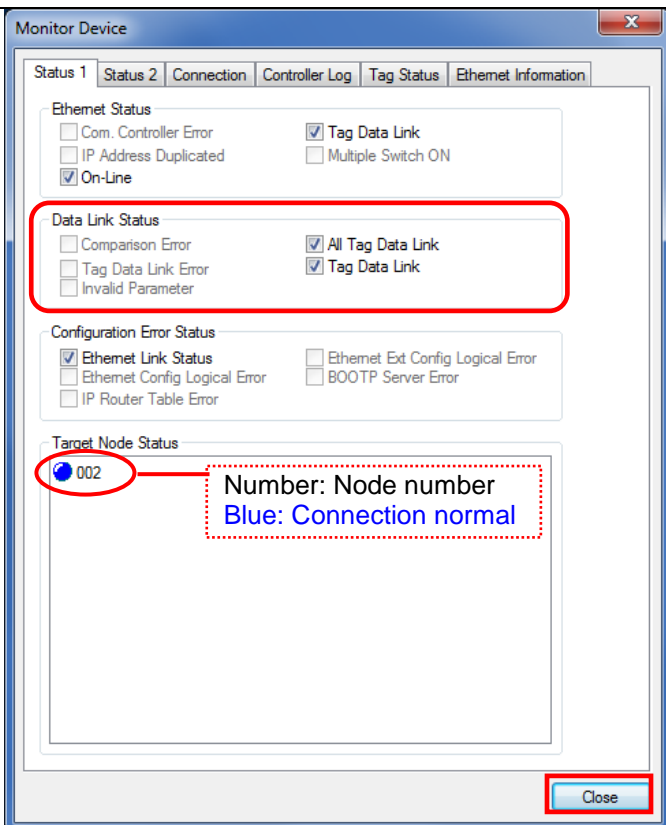 Monitor Device
Status 1 Status 2 Connection Controller Log Tag Status Ethernet Information
Ethernet Status
Com. Controller Error Tag Data Link
IP Address Duplicated Multiple Switch ON
On-Line
Data Link Status
Comparison Error All Tag Data Link
Tag Data Link Error Tag Data Link
Invalid Parameter
Configuration Error Status
Ethernet Link Status Ethernet Ext Config Logical Error
Ethernet Config Logical Error BOOTP Server Error
IP Router Table Error
Target Node Status
002
Number: Node number
Blue: Connection normal
Close